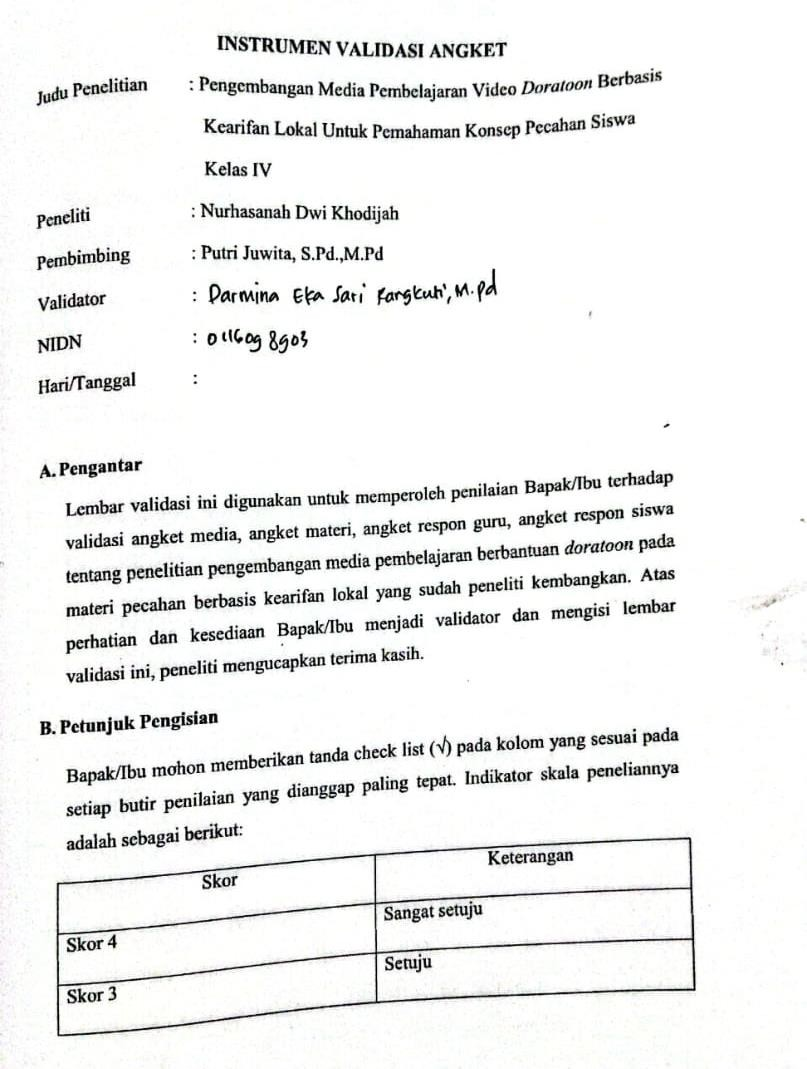 INSTRUMEN VALIDASI ANGKET
Judu Penelitian : Pengembangan Media Pembelajaran Video Doratoon Berbasis
Kearifan Lokal Untuk Pemahaman Konsep Pecahan Siswa
Kelas IV
Peneliti : Nurhasanah Dwi Khodijah
Pembimbing : Putri Juwita, S.Pd.,M.Pd
Validator : Darmina Eka Sari Rangkuti, M.Pd
NIDN : 0116098903
Hari/Tanggal :
A. Pengantar
Lembar validasi ini digunakan untuk memperoleh penilaian Bapak/Ibu terhadap
validasi angket media, angket materi, angket respon guru, angket respon siswa
tentang penelitian pengembangan media pembelajaran berbantuan doratoon pada
materi pecahan berbasis kearifan lokal yang sudah peneliti kembangkan. Atas
perhatian dan kesediaan Bapak/Ibu menjadi validator dan mengisi lembar
validasi ini, peneliti mengucapkan terima kasih.
B. Petunjuk Pengisian
Bapak/Ibu mohon memberikan tanda check list (√) pada kolom yang sesuai pada
setiap butir penilaian yang dianggap paling tepat. Indikator skala peneliannya
adalah sebagai berikut:
Skor Keterangan
Skor 4 Sangat setuju
Skor 3 Setuju